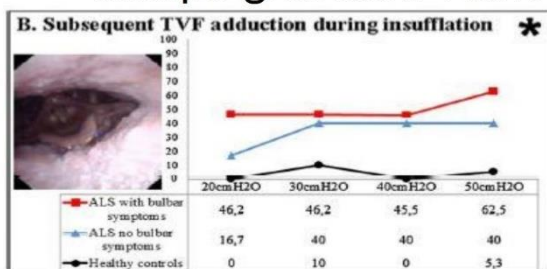 B. Subsequent TVF adduction during insufflation *
100
90
80
70
60
50
40
30
20
10
0
20cmH2O 30cmH2O 40cmH2O 50cmH2O
ALS with bulbar symptoms 46,2 46,2 45,5 62,5
ALS no bulbar symptoms 16,7 40 40 40
Healthy controls 0 10 0 5,3